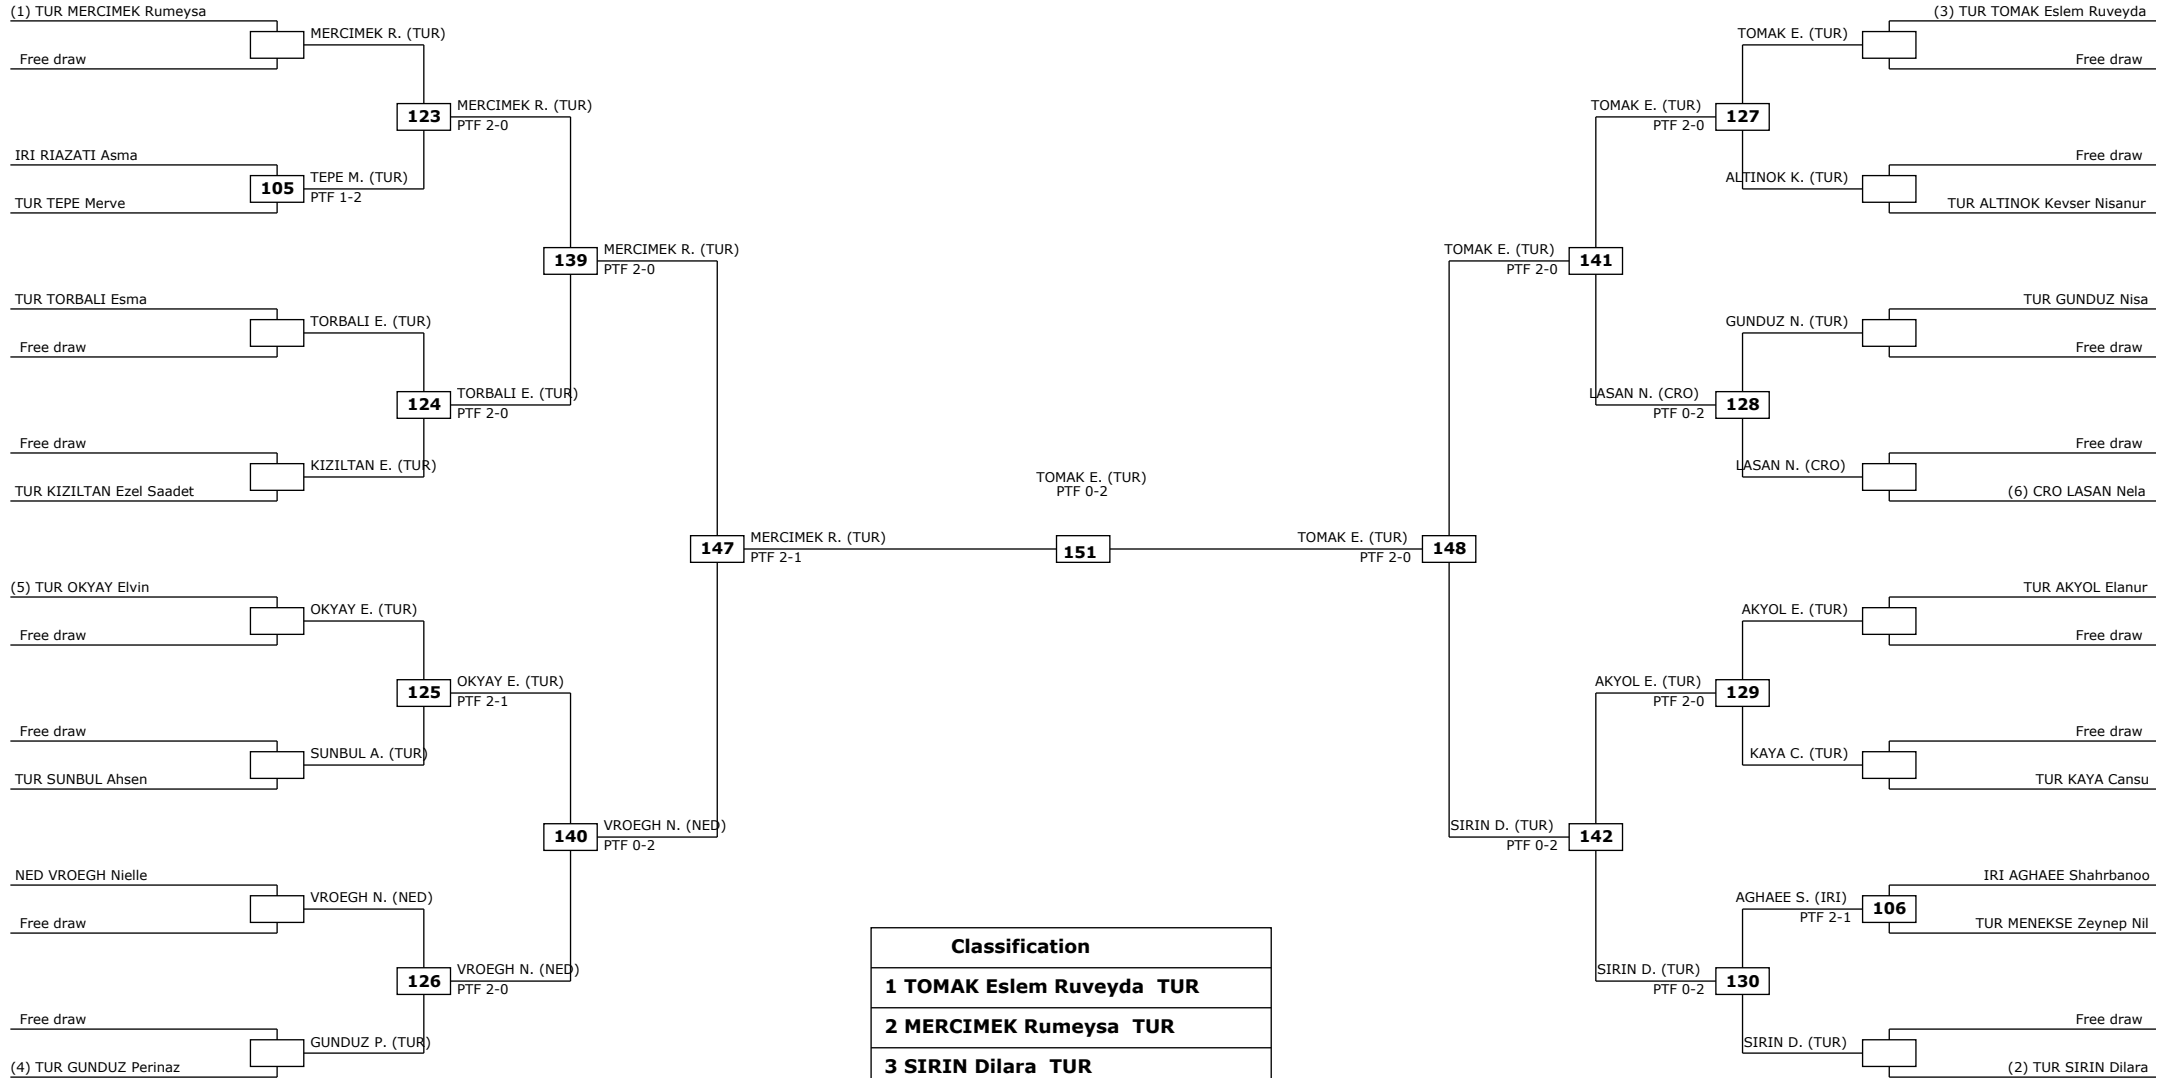 (1) TUR MERCIMEK Rumeysa
MERCIMEK R. (TUR)
Free draw
123
MERCIMEK R. (TUR)
PTF 2-0
IRI RIAZATI Asma
105
TEPE M. (TUR)
PTF 1-2
TUR TEPE Merve
139
MERCIMEK R. (TUR)
PTF 2-0
TUR TORBALI Esma
TORBALI E. (TUR)
Free draw
124
TORBALI E. (TUR)
PTF 2-0
Free draw
KIZILTAN E. (TUR)
TUR KIZILTAN Ezel Saadet
147
MERCIMEK R. (TUR)
PTF 2-1
(5) TUR OKYAY Elvin
OKYAY E. (TUR)
Free draw
125
OKYAY E. (TUR)
PTF 2-1
Free draw
SUNBUL A. (TUR)
TUR SUNBUL Ahsen
140
VROEGH N. (NED)
PTF 0-2
NED VROEGH Nielle
VROEGH N. (NED)
Free draw
126
VROEGH N. (NED)
PTF 2-0
Free draw
GUNDUZ P. (TUR)
(4) TUR GUNDUZ Perinaz
TOMAK E. (TUR)
PTF 0-2
151
(3) TUR TOMAK Eslem Ruveyda
TOMAK E. (TUR)
Free draw
TOMAK E. (TUR)
PTF 2-0
127
Free draw
ALTINOK K. (TUR)
TUR ALTINOK Kevser Nisanur
TOMAK E. (TUR)
PTF 2-0
141
TUR GUNDUZ Nisa
GUNDUZ N. (TUR)
Free draw
LASAN N. (CRO)
PTF 0-2
128
Free draw
LASAN N. (CRO)
(6) CRO LASAN Nela
TOMAK E. (TUR)
PTF 2-0
148
TUR AKYOL Elanur
AKYOL E. (TUR)
Free draw
AKYOL E. (TUR)
PTF 2-0
129
Free draw
KAYA C. (TUR)
TUR KAYA Cansu
SIRIN D. (TUR)
PTF 0-2
142
IRI AGHAEE Shahrbanoo
AGHAEE S. (IRI)
PTF 2-1
106
TUR MENEKSE Zeynep Nil
SIRIN D. (TUR)
PTF 0-2
130
Free draw
SIRIN D. (TUR)
(2) TUR SIRIN Dilara
Classification
1 TOMAK Eslem Ruveyda TUR
2 MERCIMEK Rumeysa TUR
3 SIRIN Dilara TUR